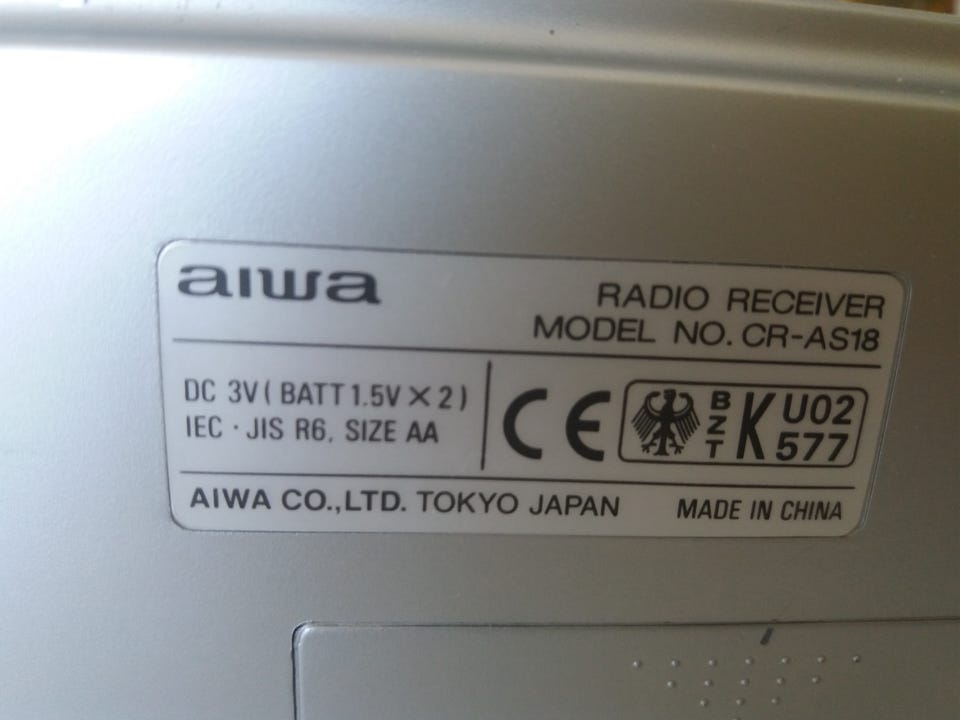 aiwa
RADIO RECEIVER
MODEL NO. CR-AS18
DC 3V ( BATT 1.5V × 2 )
IEC · JIS R6, SIZE AA
CE
BZT K U02 577
AIWA CO.,LTD. TOKYO JAPAN
MADE IN CHINA